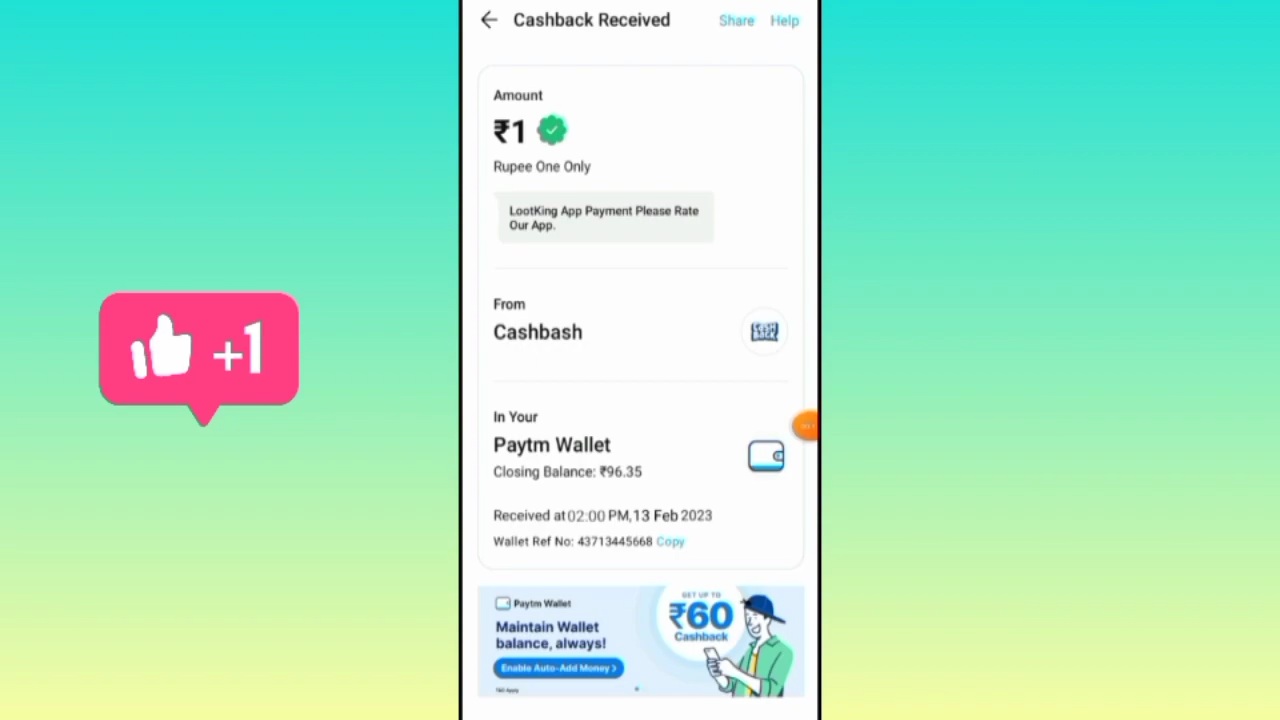 Cashback Received
Share Help
Amount
₹1
Rupee One Only
LootKing App Payment Please Rate
Our App.
From
Cashbash
CASH
BACK
+1
In Your
Paytm Wallet
Closing Balance: ₹96.35
Received at 02:00 PM, 13 Feb 2023
Wallet Ref No: 43713445668 Copy
Paytm Wallet
Maintain Wallet
balance, always!
Enable Auto-Add Money >
GET UP TO
₹60
Cashback